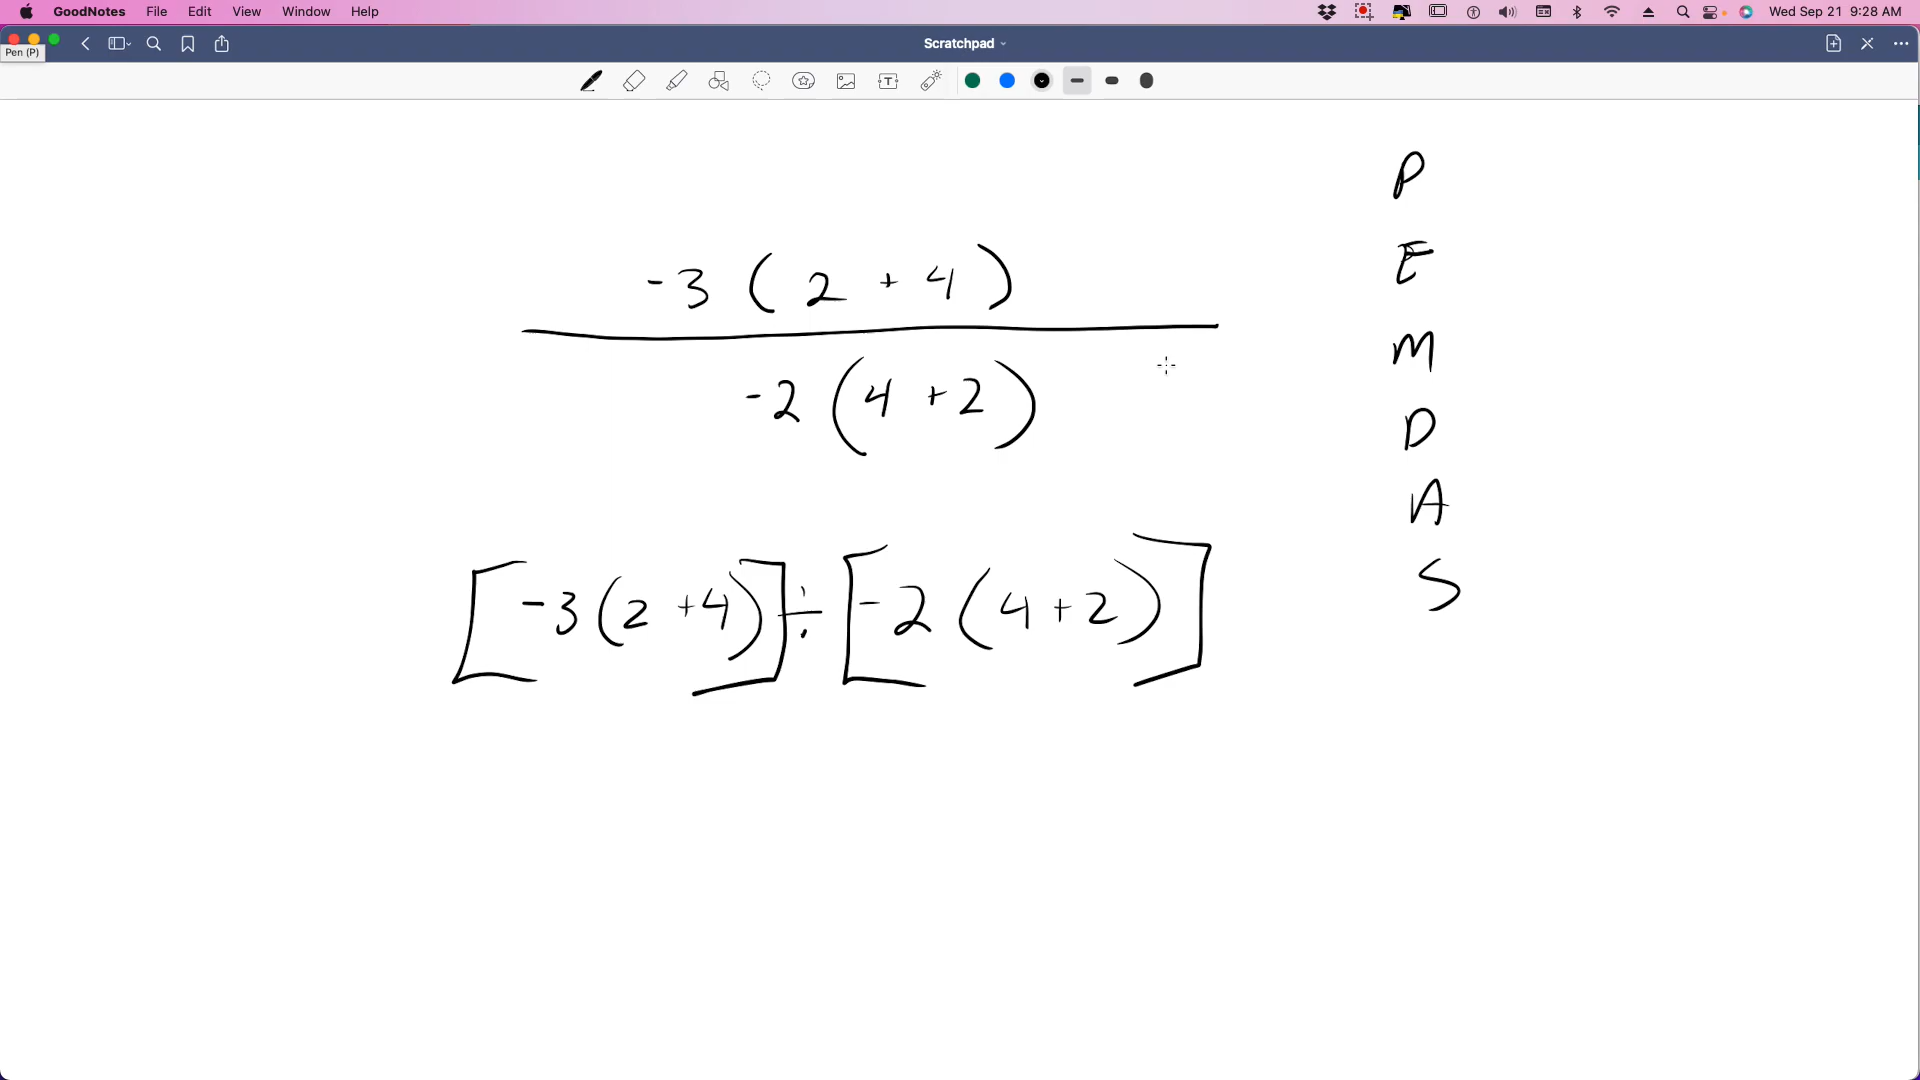 GoodNotes File Edit View Window Help Wed Sep 21 9:28 AM
Pen (P)
Scratchpad
T
-3 ( 2 + 4 )
-2 ( 4 + 2 )
[ -3 ( 2 + 4 ) ] ÷ [ -2 ( 4 + 2 ) ]
P
E
M
D
A
S